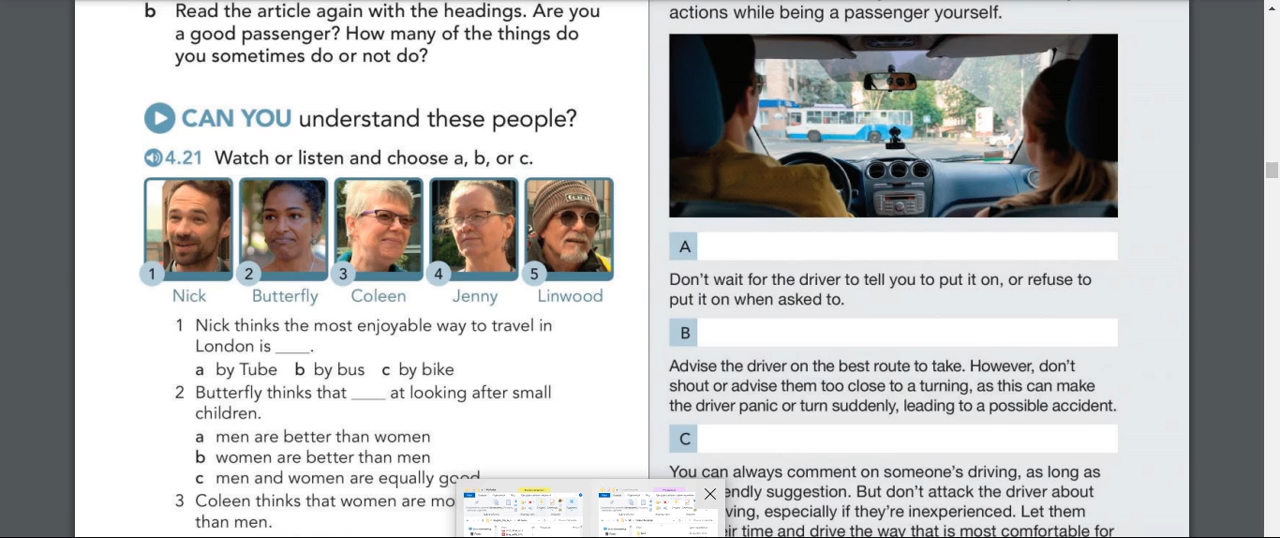 b Read the article again with the headings. Are you
a good passenger? How many of the things do
you sometimes do or not do?
CAN YOU understand these people?
4.21 Watch or listen and choose a, b, or c.
1 2 3 4 5
Nick Butterfly Coleen Jenny Linwood
1 Nick thinks the most enjoyable way to travel in
London is ____.
a by Tube b by bus c by bike
2 Butterfly thinks that ____ at looking after small
children.
a men are better than women
b women are better than men
c men and women are equally good
3 Coleen thinks that women are mo
than men.
actions while being a passenger yourself.
A
Don’t wait for the driver to tell you to put it on, or refuse to
put it on when asked to.
B
Advise the driver on the best route to take. However, don’t
shout or advise them too close to a turning, as this can make
the driver panic or turn suddenly, leading to a possible accident.
C
You can always comment on someone’s driving, as long as
endly suggestion. But don’t attack the driver about
ving, especially if they’re inexperienced. Let them
eir time and drive the way that is most comfortable for